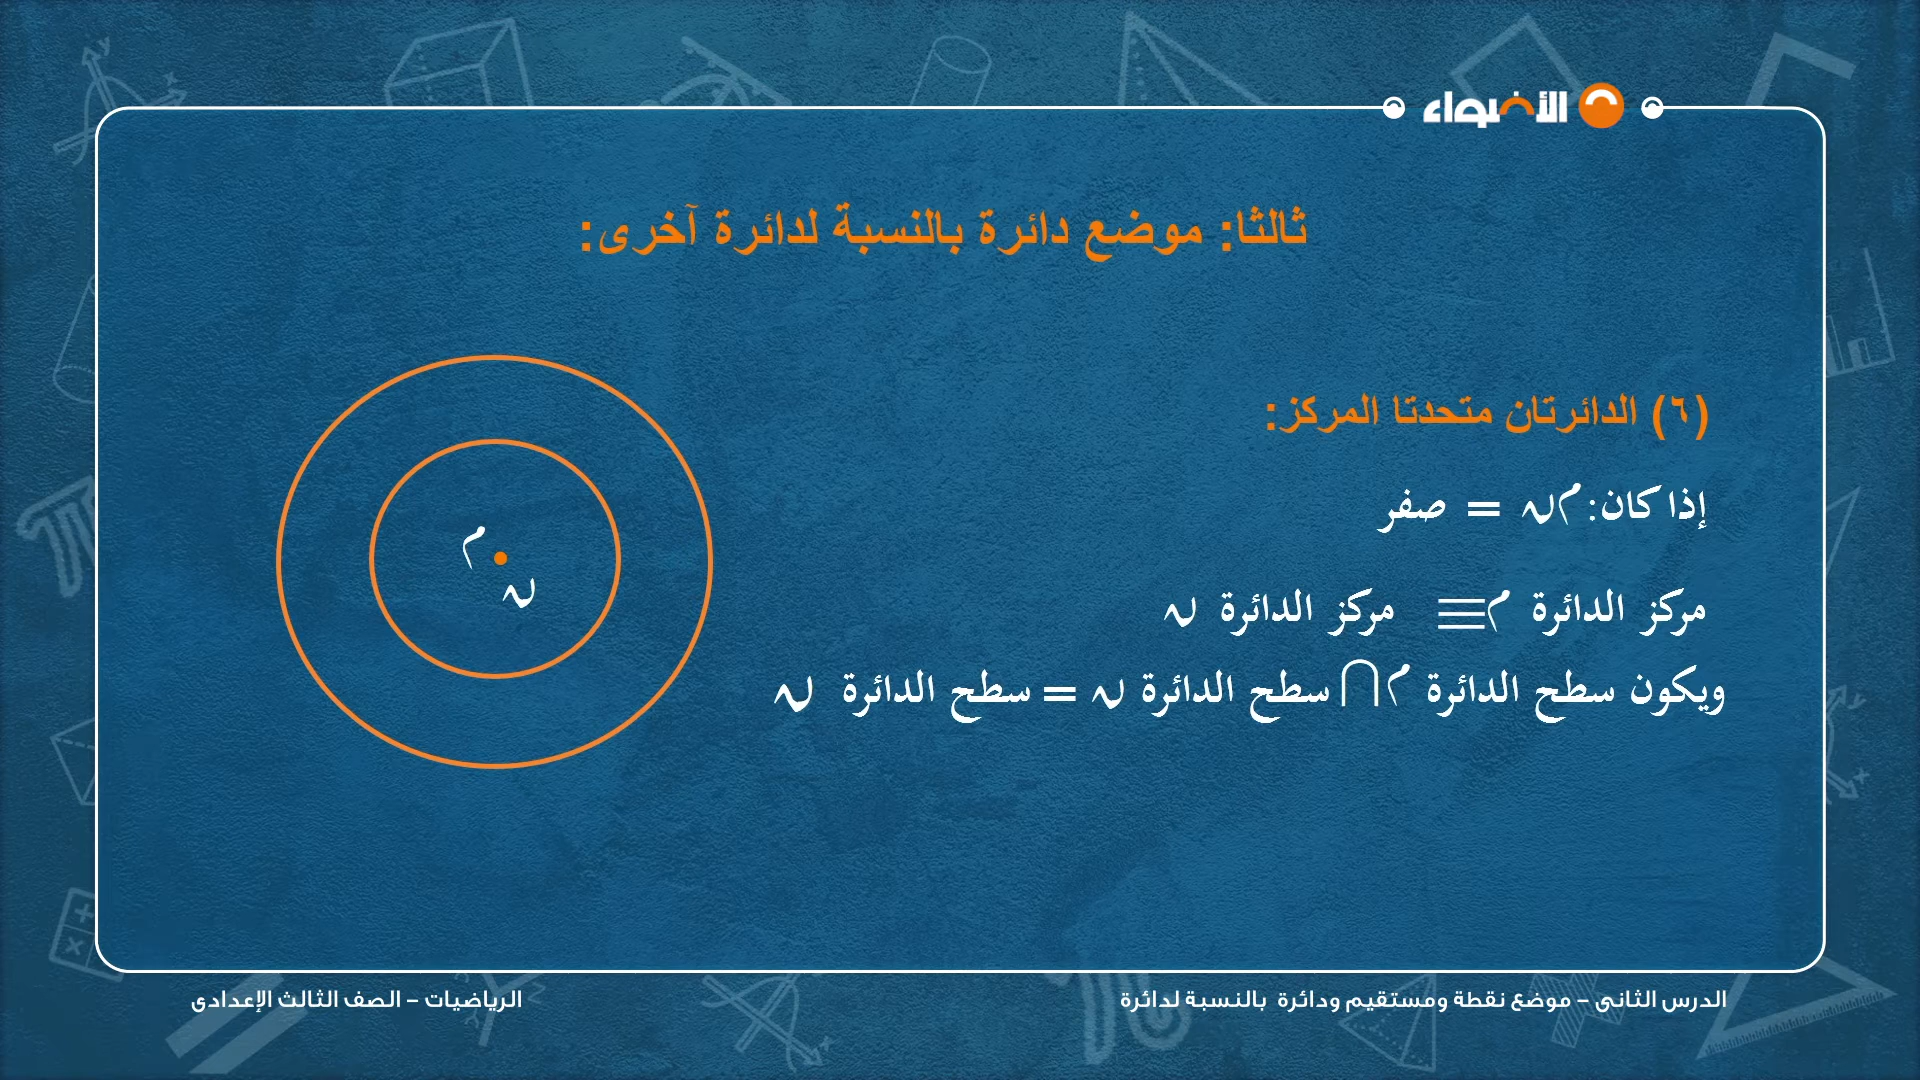 الأضواء
ثالثا: موضع دائرة بالنسبة لدائرة آخرى:
(٦) الدائرتان متحدتا المركز:
إذا كان: م ن = صفر
مركز الدائرة م ≡ مركز الدائرة ن
ويكون سطح الدائرة م ∩ سطح الدائرة ن = سطح الدائرة ن
م
ن
الدرس الثانى – موضع نقطة ومستقيم ودائرة بالنسبة لدائرة
الرياضيات – الصف الثالث الإعدادى